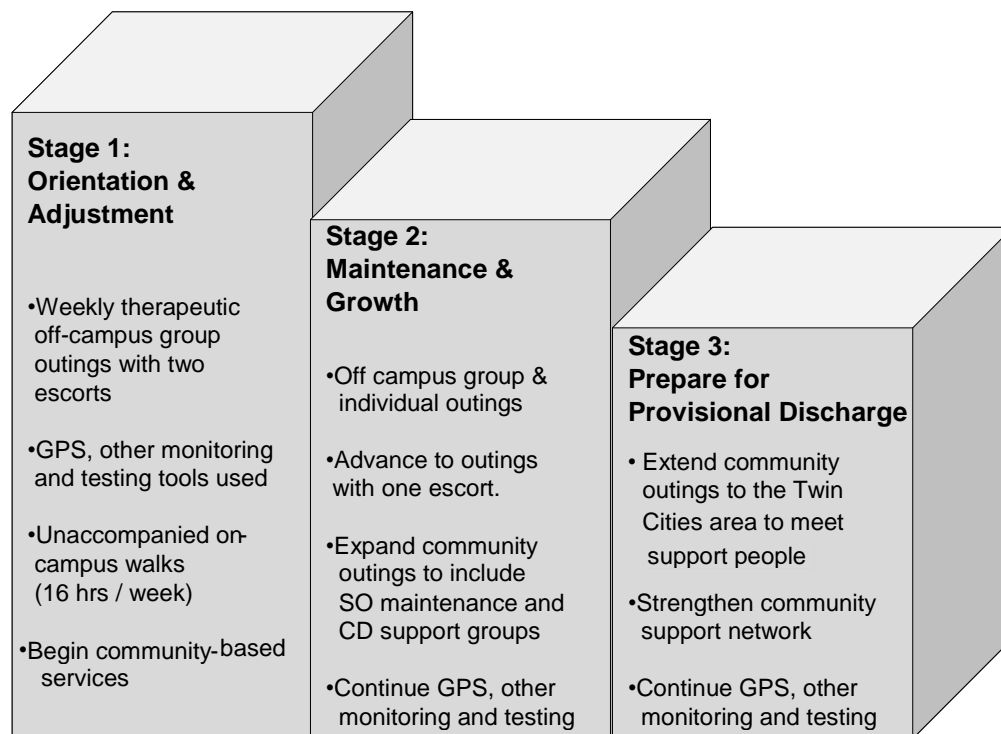 Stage 1:
Orientation &
Adjustment
•Weekly therapeutic
off-campus group
outings with two
escorts
•GPS, other monitoring
and testing tools used
•Unaccompanied on-
campus walks
(16 hrs / week)
•Begin community-based
services
Stage 2:
Maintenance &
Growth
•Off campus group &
individual outings
•Advance to outings
with one escort.
•Expand community
outings to include
SO maintenance and
CD support groups
•Continue GPS, other
monitoring and testing
Stage 3:
Prepare for
Provisional Discharge
• Extend community
outings to the Twin
Cities area to meet
support people
•Strengthen community
support network
•Continue GPS, other
monitoring and testing